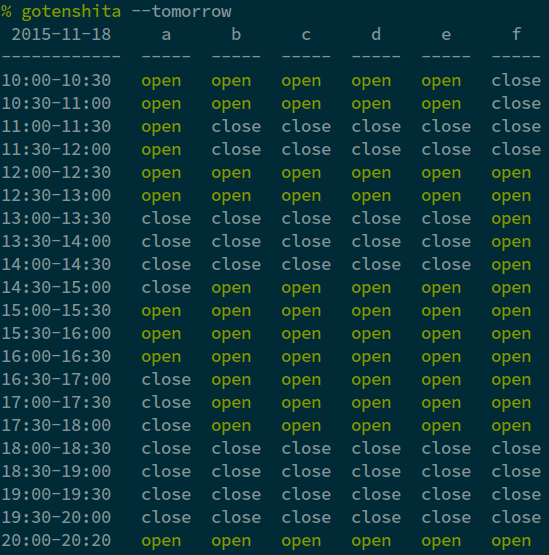 % gotenshita --tomorrow
2015-11-18 a b c d e f
------------ ----- ----- ----- ----- ----- -----
10:00-10:30 open open open open open close
10:30-11:00 open open open open open close
11:00-11:30 open close close close close close
11:30-12:00 open close close close close close
12:00-12:30 open open open open open open
12:30-13:00 open open open open open open
13:00-13:30 close close close close close open
13:30-14:00 close close close close close open
14:00-14:30 close close close close close open
14:30-15:00 close open open open open open
15:00-15:30 open open open open open open
15:30-16:00 open open open open open open
16:00-16:30 open open open open open open
16:30-17:00 close open open open open open
17:00-17:30 close open open open open open
17:30-18:00 close open open open open open
18:00-18:30 close close close close close close
18:30-19:00 close close close close close close
19:00-19:30 close close close close close close
19:30-20:00 close close close close close close
20:00-20:20 open open open open open open